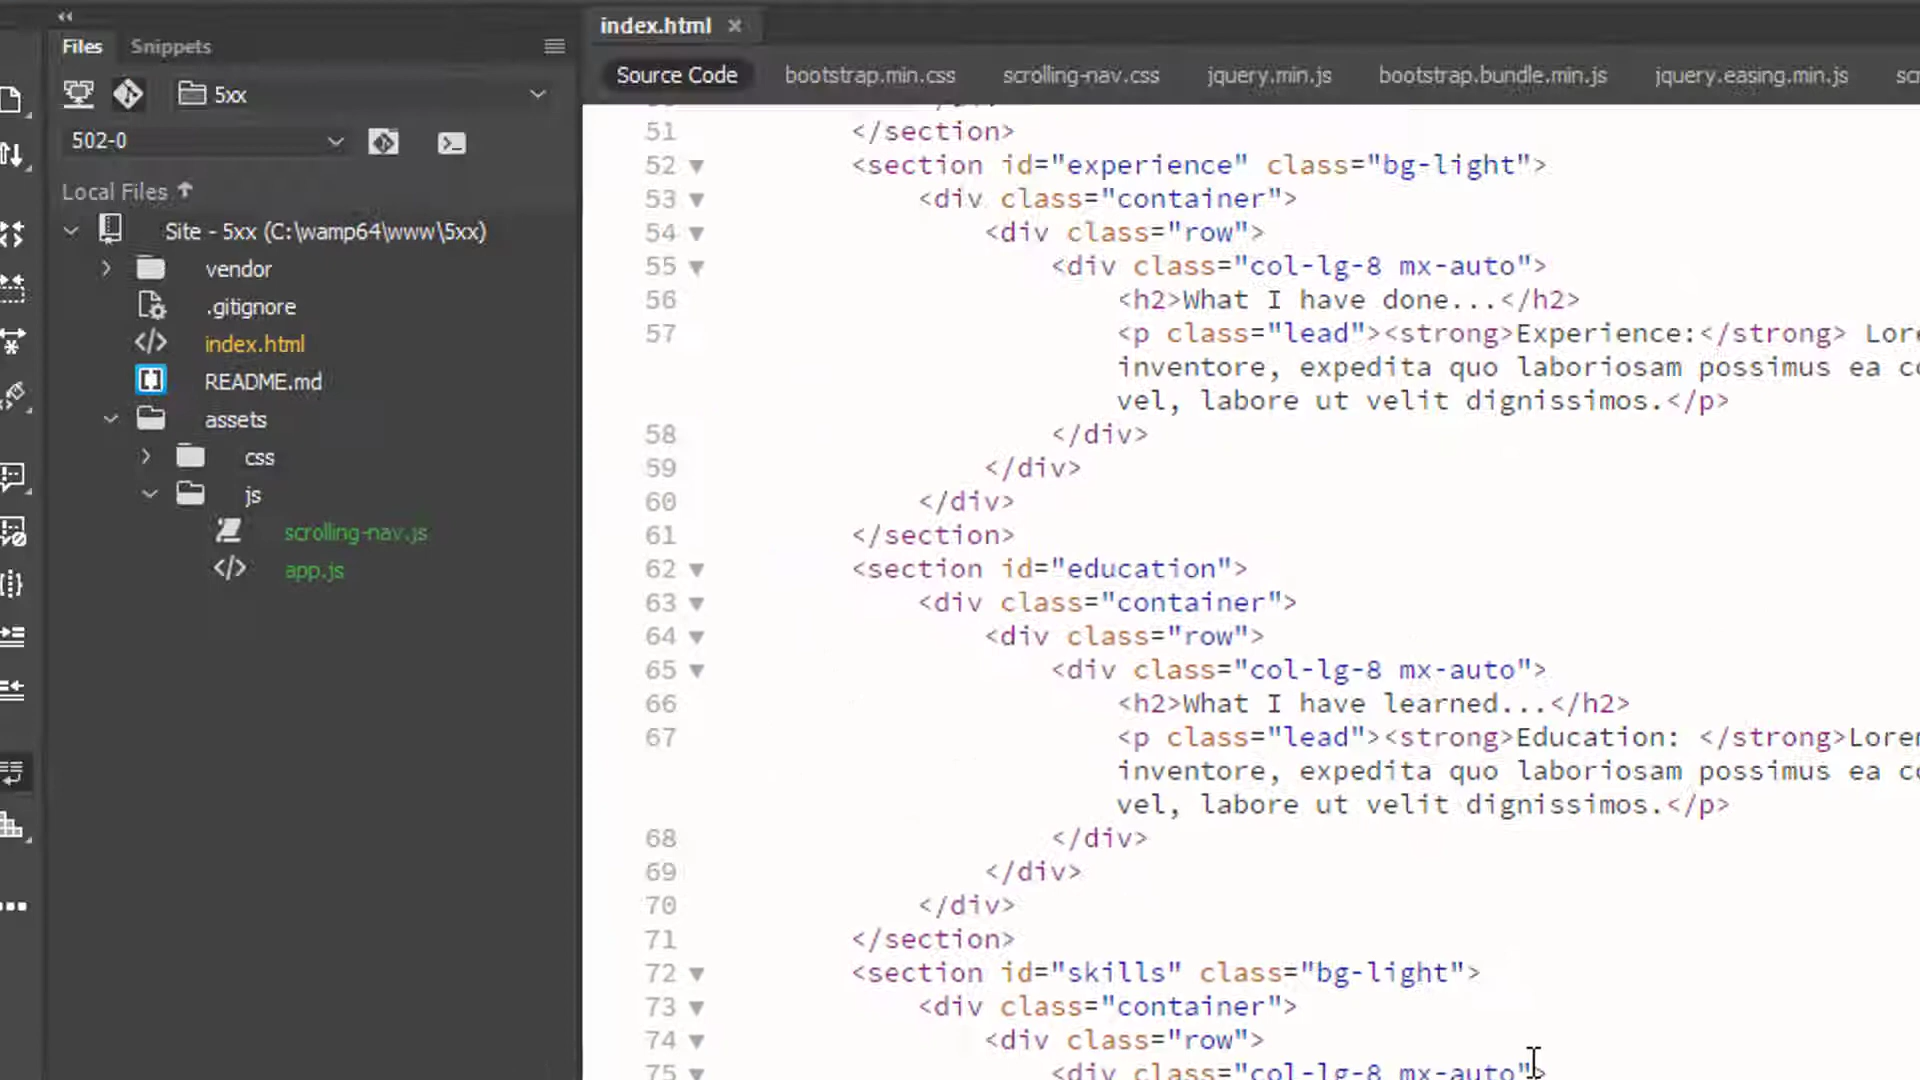 Files
Snippets
5xx
502-0
Local Files
Site - 5xx (C:\wamp64\www\5xx)
vendor
.gitignore
index.html
README.md
assets
css
js
scrolling-nav.js
app.js
index.html
Source Code bootstrap.min.css scrolling-nav.css jquery.min.js bootstrap.bundle.min.js jquery.easing.min.js
51 </section>
52 <section id="experience" class="bg-light">
53 <div class="container">
54 <div class="row">
55 <div class="col-lg-8 mx-auto">
56 <h2>What I have done...</h2>
57 <p class="lead"><strong>Experience:</strong>
inventore, expedita quo laboriosam possimus ea
vel, labore ut velit dignissimos.</p>
58 </div>
59 </div>
60 </div>
61 </section>
62 <section id="education">
63 <div class="container">
64 <div class="row">
65 <div class="col-lg-8 mx-auto">
66 <h2>What I have learned...</h2>
67 <p class="lead"><strong>Education: </strong>
inventore, expedita quo laboriosam possimus ea
vel, labore ut velit dignissimos.</p>
68 </div>
69 </div>
70 </div>
71 </section>
72 <section id="skills" class="bg-light">
73 <div class="container">
74 <div class="row">
75 <div class="col-lg-8 mx-auto">